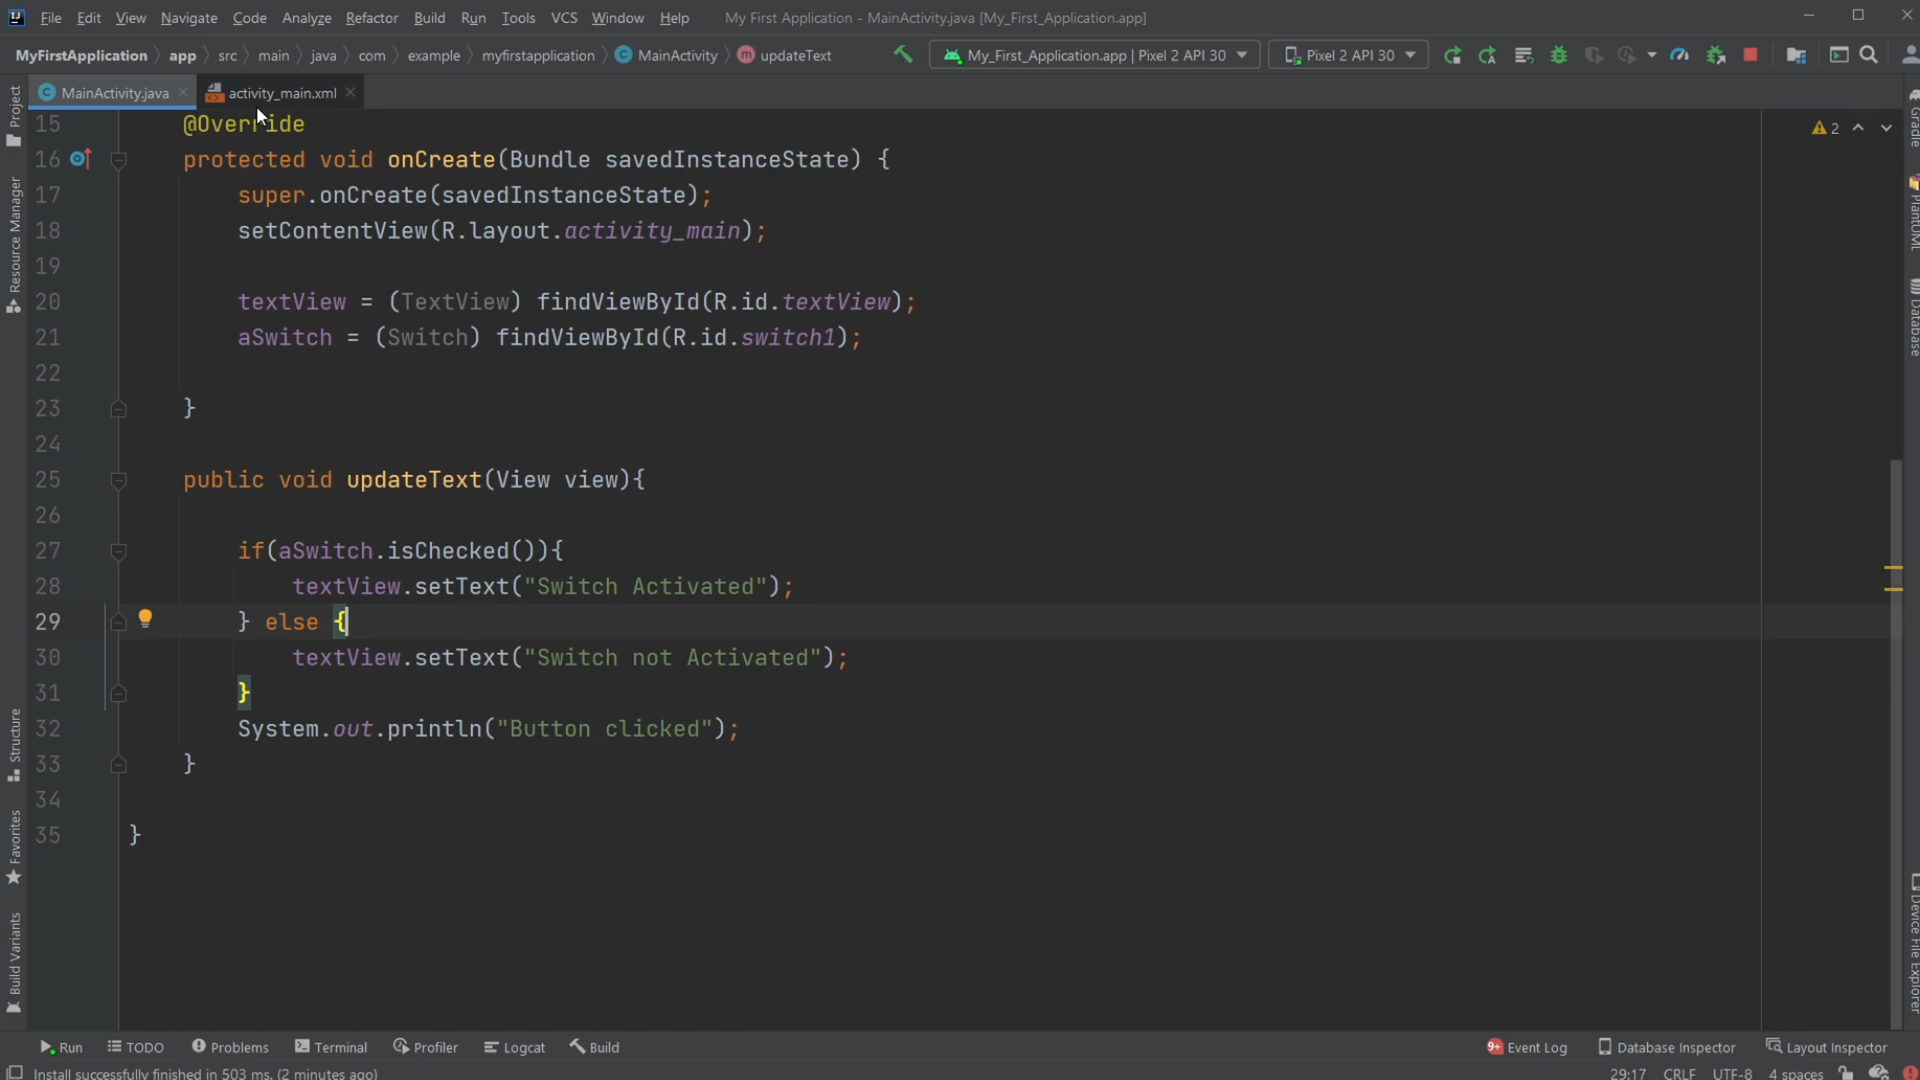 File Edit View Navigate Code Analyze Refactor Build Run Tools VCS Window Help My First Application - MainActivity.java [My_First_Application.app]
MyFirstApplication app src main java com example myfirstapplication MainActivity updateText My_First_Application.app | Pixel 2 API 30 Pixel 2 API 30
MainActivity.java activity_main.xml
15 @Override
16 protected void onCreate(Bundle savedInstanceState) {
17 super.onCreate(savedInstanceState);
18 setContentView(R.layout.activity_main);
19
20 textView = (TextView) findViewById(R.id.textView);
21 aSwitch = (Switch) findViewById(R.id.switch1);
22
23 }
24
25 public void updateText(View view){
26
27 if(aSwitch.isChecked()){
28 textView.setText("Switch Activated");
29 } else {
30 textView.setText("Switch not Activated");
31 }
32 System.out.println("Button clicked");
33 }
34
35 }
2
Project
Resource Manager
Structure
Favorites
Build Variants
Gradle
PlantUML
Database
Device File Explorer
Run TODO Problems Terminal Profiler Logcat Build 9+ Event Log Database Inspector Layout Inspector
Install successfully finished in 503 ms. (2 minutes ago) 29:17 CRLF UTF-8 4 spaces